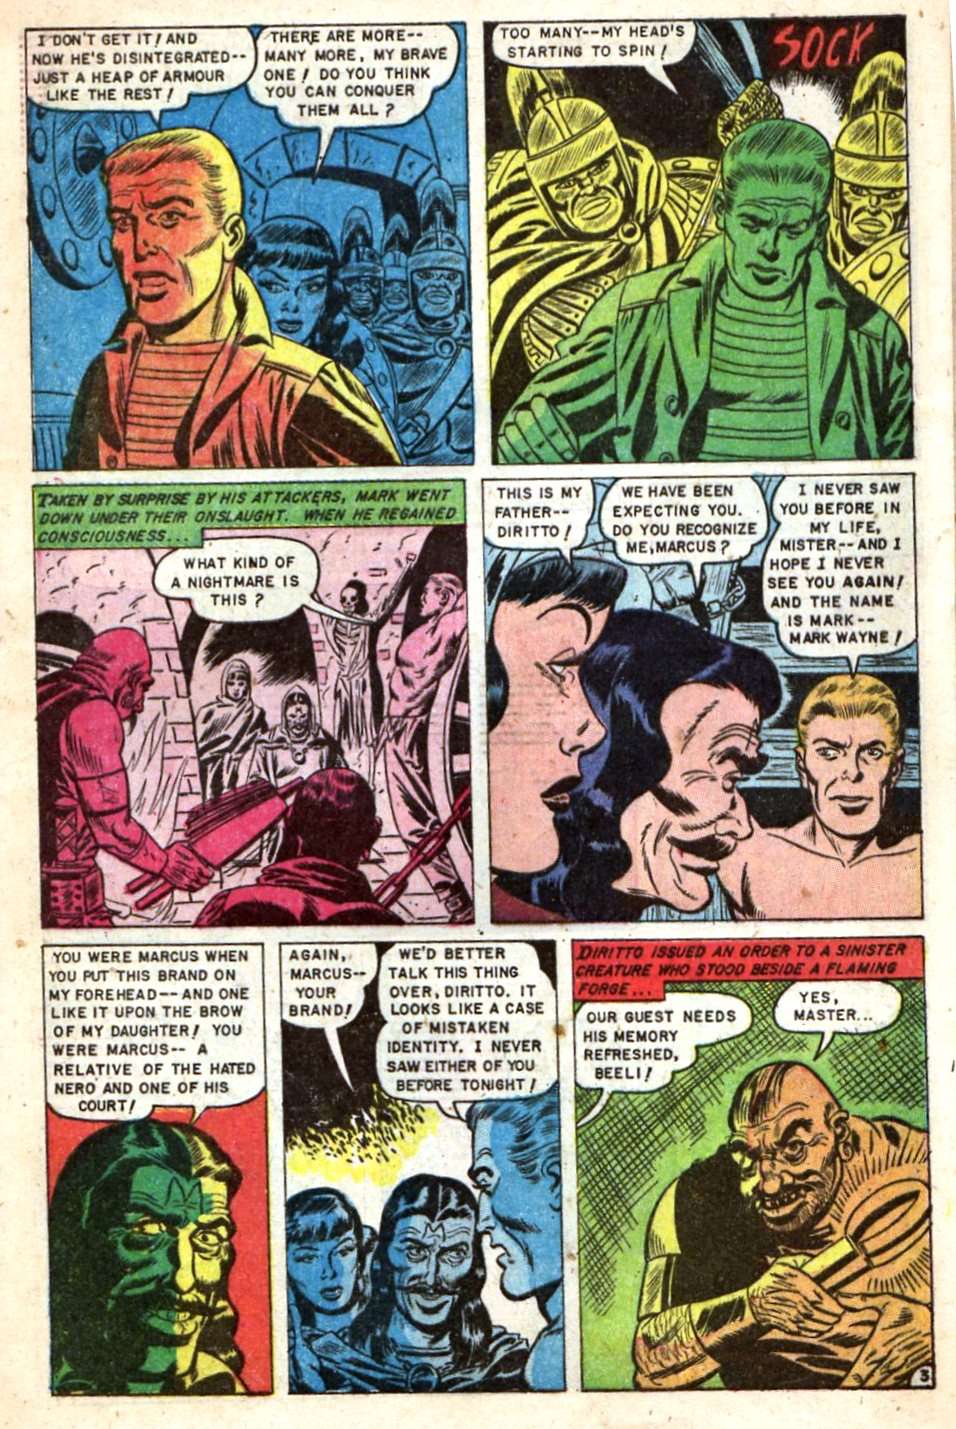 I DON'T GET IT! AND
NOW HE'S DISINTEGRATED--
JUST A HEAP OF ARMOUR
LIKE THE REST!
THERE ARE MORE--
MANY MORE, MY BRAVE
ONE! DO YOU THINK
YOU CAN CONQUER
THEM ALL?
TOO MANY--MY HEAD'S
STARTING TO SPIN!
SOCK
TAKEN BY SURPRISE BY HIS ATTACKERS, MARK WENT
DOWN UNDER THEIR ONSLAUGHT. WHEN HE REGAINED
CONSCIOUSNESS...
WHAT KIND OF
A NIGHTMARE IS
THIS?
THIS IS MY
FATHER--
DIRITTO!
WE HAVE BEEN
EXPECTING YOU.
DO YOU RECOGNIZE
ME, MARCUS?
I NEVER SAW
YOU BEFORE IN
MY LIFE,
MISTER--AND I
HOPE I NEVER
SEE YOU AGAIN!
AND THE NAME
IS MARK--
MARK WAYNE!
YOU WERE MARCUS WHEN
YOU PUT THIS BRAND ON
MY FOREHEAD--AND ONE
LIKE IT UPON THE BROW
OF MY DAUGHTER! YOU
WERE MARCUS-- A
RELATIVE OF THE HATED
NERO AND ONE OF HIS
COURT!
AGAIN,
MARCUS--
YOUR
BRAND!
WE'D BETTER
TALK THIS THING
OVER, DIRITTO. IT
LOOKS LIKE A CASE
OF MISTAKEN
IDENTITY. I NEVER
SAW EITHER OF YOU
BEFORE TONIGHT!
DIRITTO ISSUED AN ORDER TO A SINISTER
CREATURE WHO STOOD BESIDE A FLAMING
FORGE...
OUR GUEST NEEDS
HIS MEMORY
REFRESHED,
BEELI!
YES,
MASTER...
3